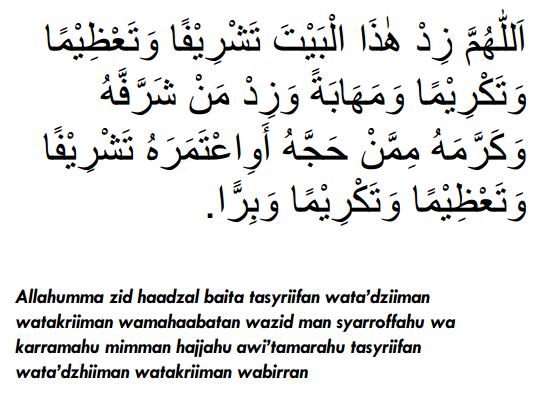 اَللّٰهُمَّ زِدْ هٰذَا الْبَيْتَ تَشْرِيْفًا وَتَعْظِيْمًا
وَتَكْرِيْمًا وَمَهَابَةً وَزِدْ مَنْ شَرَّفَّهُ
وَكَرَّمَهُ مِمَّنْ حَجَّهُ أَوِاعْتَمَرَهُ تَشْرِيْفًا
وَتَعْظِيْمًا وَتَكْرِيْمًا وَبِرًّا.
Allahumma zid haadzal baita tasyriifan wata’dziiman
watakriiman wamahaabatan wazid man syarroffahu wa
karramahu mimman hajjahu awi’tamarahu tasyriifan
wata’dzhiiman watakriiman wabirran